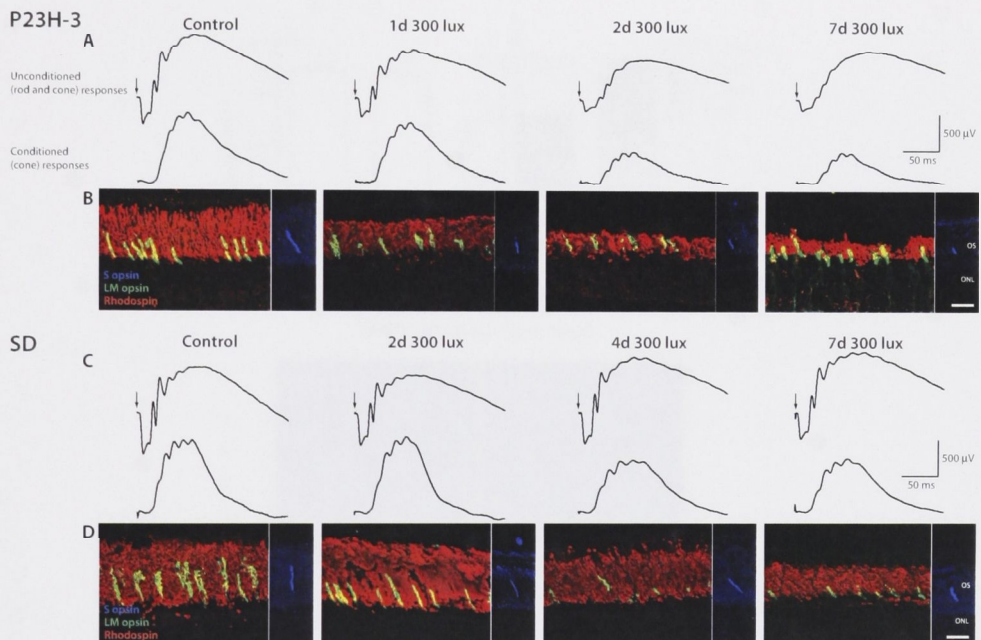 P23H-3
Control
1d 300 lux
2d 300 lux
7d 300 lux
A
Unconditioned
(rod and cone) responses
500 µV
50 ms
Conditioned
(cone) responses
B
S opsin
LM opsin
Rhodospin
OS
ONL
SD
Control
2d 300 lux
4d 300 lux
7d 300 lux
C
500 µV
50 ms
D
S opsin
LM opsin
Rhodospin
OS
ONL